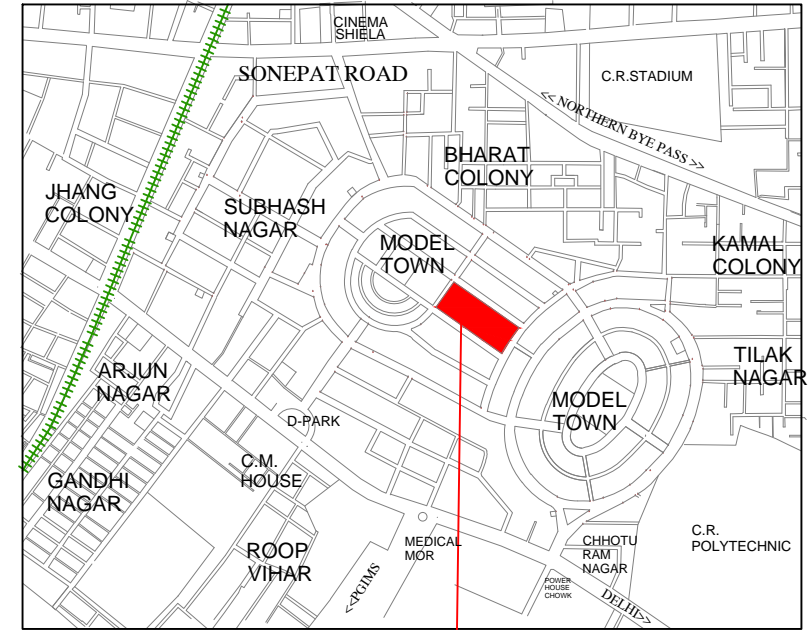 CINEMA
SHIELA
SONEPAT ROAD
C.R.STADIUM
<< NORTHERN BYE PASS >>
BHARAT
COLONY
JHANG
COLONY
SUBHASH
NAGAR
MODEL
TOWN
KAMAL
COLONY
ARJUN
NAGAR
TILAK
NAGAR
MODEL
TOWN
D-PARK
C.M.
HOUSE
GANDHI
NAGAR
ROOP
VIHAR
<<PGIMS
MEDICAL
MOR
CHHOTU
RAM
NAGAR
C.R.
POLYTECHNIC
POWER
HOUSE
CHOWK
DELHI>>